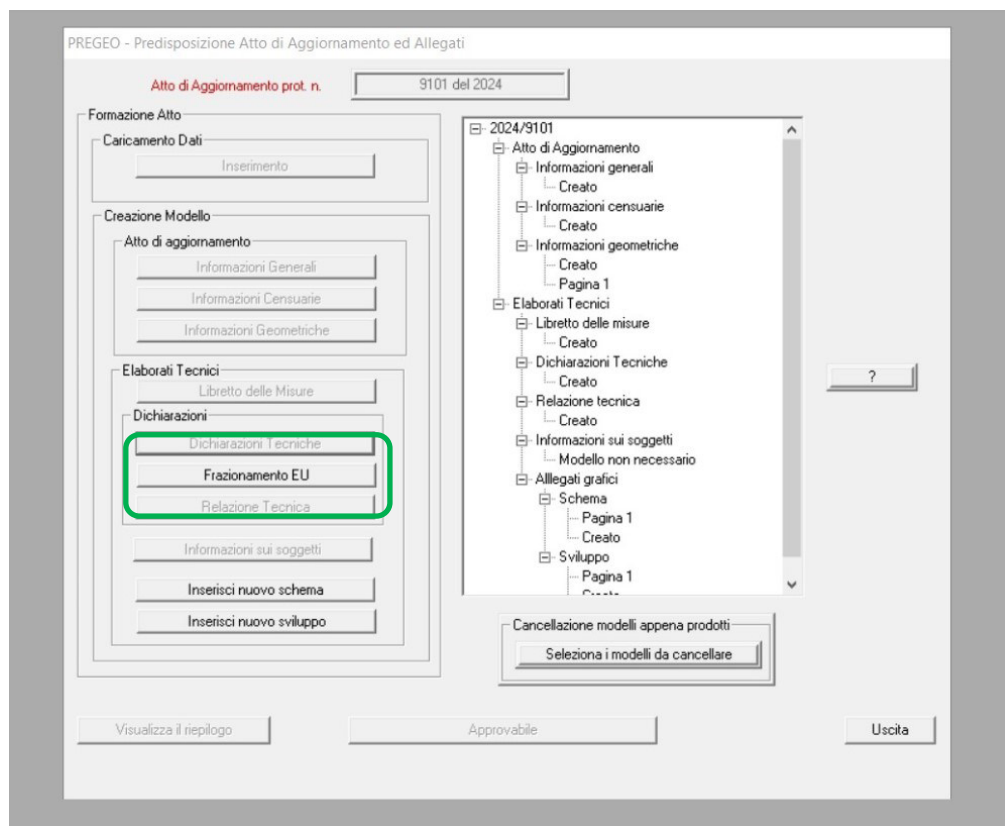 PREGEO - Predisposizione Atto di Aggiornamento ed Allegati
Atto di Aggiornamento prot. n.
9101 del 2024
Formazione Atto
Caricamento Dati
Inserimento
Creazione Modello
Atto di aggiornamento
Informazioni Generali
Informazioni Censuarie
Informazioni Geometriche
Elaborati Tecnici
Libretto delle Misure
Dichiarazioni
Dichiarazioni Tecniche
Frazionamento EU
Relazione Tecnica
Informazioni sui soggetti
Inserisci nuovo schema
Inserisci nuovo sviluppo
2024/9101
Atto di Aggiornamento
Informazioni generali
Creato
Informazioni censuarie
Creato
Informazioni geometriche
Creato
Pagina 1
Elaborati Tecnici
Libretto delle misure
Creato
Dichiarazioni Tecniche
Creato
Relazione tecnica
Creato
Informazioni sui soggetti
Modello non necessario
Alllegati grafici
Schema
Pagina 1
Creato
Sviluppo
Pagina 1
?
Cancellazione modelli appena prodotti
Seleziona i modelli da cancellare
Visualizza il riepilogo
Approvabile
Uscita